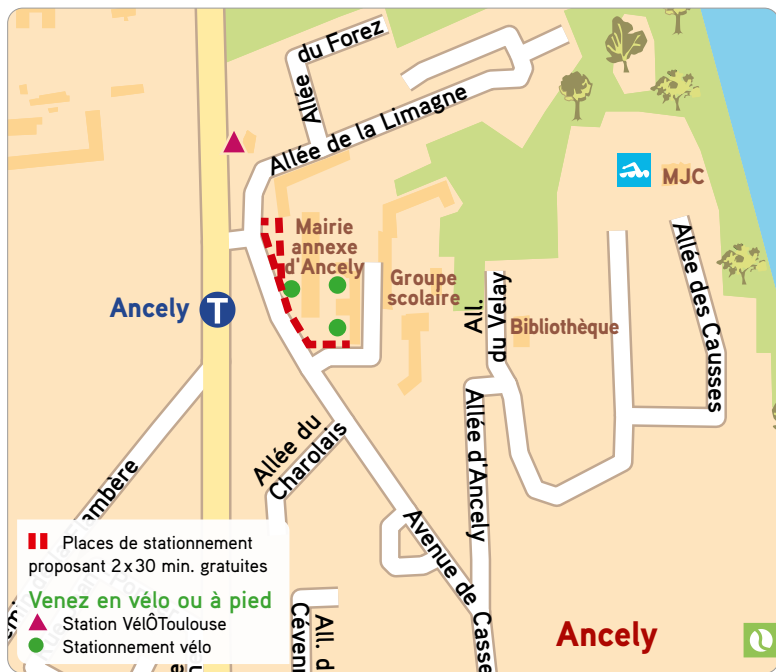 Allée
du Forez
Allée de la Limagne
MJC
Mairie
annexe
d'Ancely
Groupe
scolaire
All.
du Vélay
Bibliothèque
Allée des Causses
Ancely
T
Allée du
Charolais
Allée d'Ancely
Avenue de Casse
Ancely
All. d
Cévenn
Places de stationnement
proposant 2 x 30 min. gratuites
Venez en vélo ou à pied
Station VélÔToulouse
Stationnement vélo